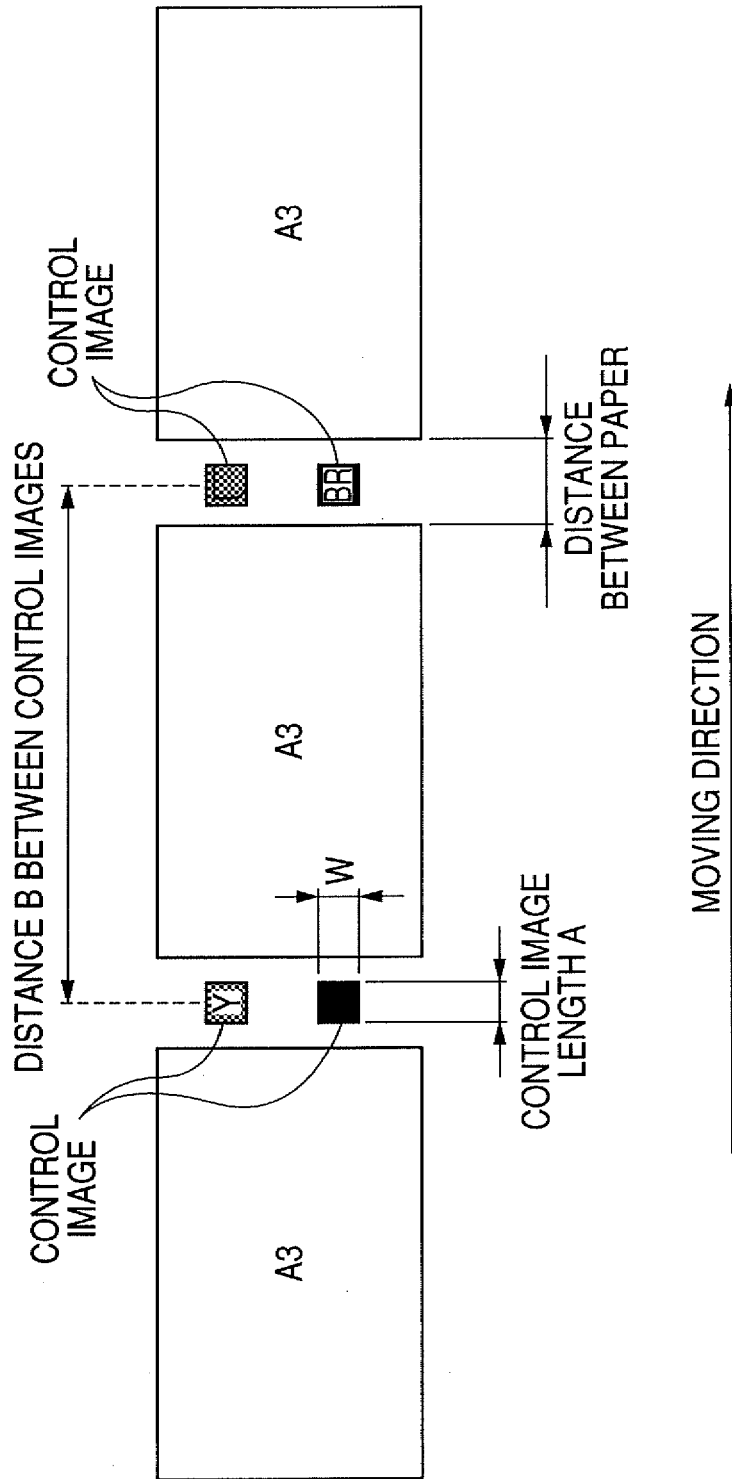 DISTANCE B BETWEEN CONTROL IMAGES
CONTROL
IMAGE
CONTROL
IMAGE
Y
BR
A3
A3
A3
W
CONTROL IMAGE
LENGTH A
DISTANCE
BETWEEN PAPER
MOVING DIRECTION